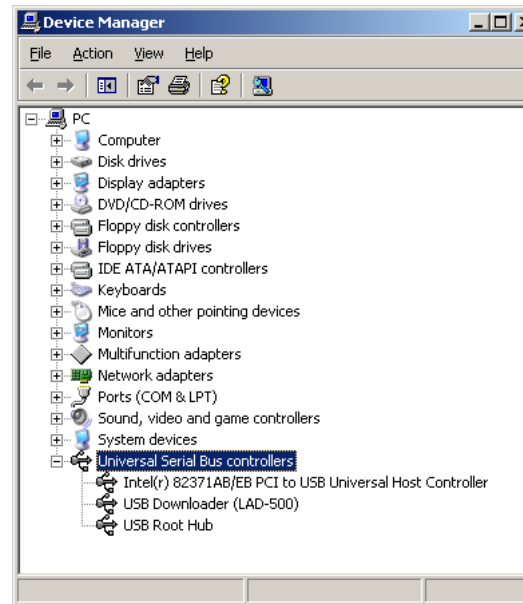 Device Manager
File Action View Help
PC
Computer
Disk drives
Display adapters
DVD/CD-ROM drives
Floppy disk controllers
Floppy disk drives
IDE ATA/ATAPI controllers
Keyboards
Mice and other pointing devices
Monitors
Multifunction adapters
Network adapters
Ports (COM & LPT)
Sound, video and game controllers
System devices
Universal Serial Bus controllers
Intel(r) 82371AB/EB PCI to USB Universal Host Controller
USB Downloader (LAD-500)
USB Root Hub